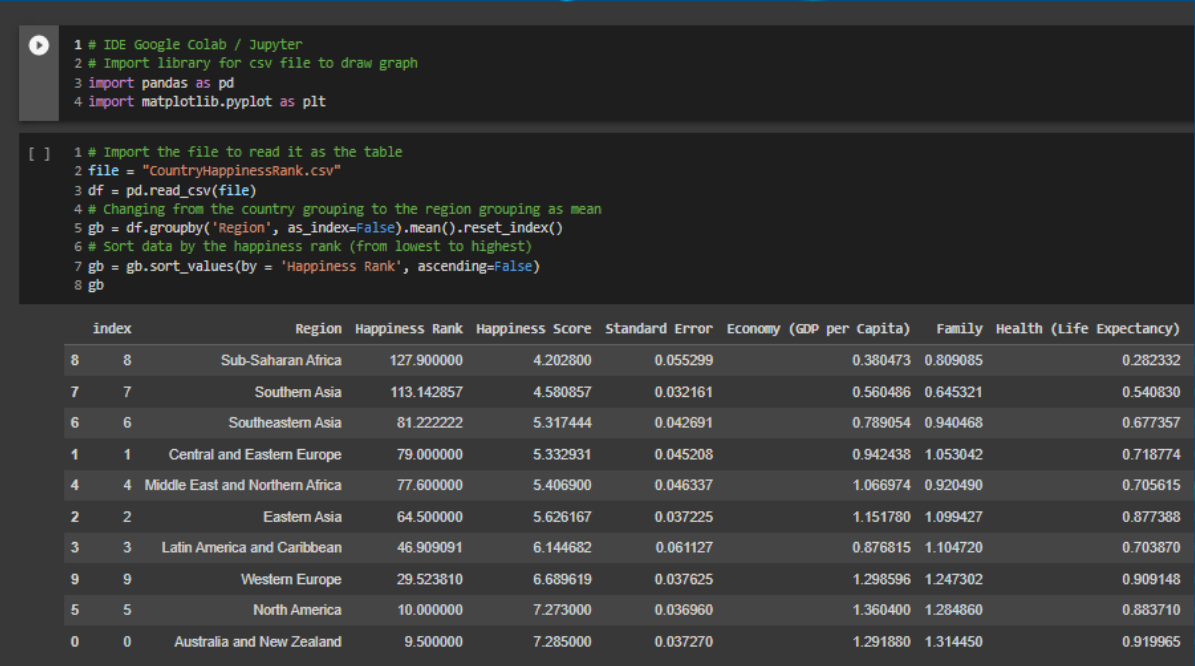 1 # IDE Google Colab / Jupyter
2 # Import library for csv file to draw graph
3 import pandas as pd
4 import matplotlib.pyplot as plt
[ ] 1 # Import the file to read it as the table
2 file = "CountryHappinessRank.csv"
3 df = pd.read_csv(file)
4 # Changing from the country grouping to the region grouping as mean
5 gb = df.groupby('Region', as_index=False).mean().reset_index()
6 # Sort data by the happiness rank (from lowest to highest)
7 gb = gb.sort_values(by = 'Happiness Rank', ascending=False)
8 gb
index Region Happiness Rank Happiness Score Standard Error Economy (GDP per Capita) Family Health (Life Expectancy)
8 8 Sub-Saharan Africa 127.900000 4.202800 0.055299 0.380473 0.809085 0.282332
7 7 Southern Asia 113.142857 4.580857 0.032161 0.560486 0.645321 0.540830
6 6 Southeastern Asia 81.222222 5.317444 0.042691 0.789054 0.940468 0.677357
1 1 Central and Eastern Europe 79.000000 5.332931 0.045208 0.942438 1.053042 0.718774
4 4 Middle East and Northern Africa 77.600000 5.406900 0.046337 1.066974 0.920490 0.705615
2 2 Eastern Asia 64.500000 5.626167 0.037225 1.151780 1.099427 0.877388
3 3 Latin America and Caribbean 46.909091 6.144682 0.061127 0.876815 1.104720 0.703870
9 9 Western Europe 29.523810 6.689619 0.037625 1.298596 1.247302 0.909148
5 5 North America 10.000000 7.273000 0.036960 1.360400 1.284860 0.883710
0 0 Australia and New Zealand 9.500000 7.285000 0.037270 1.291880 1.314450 0.919965